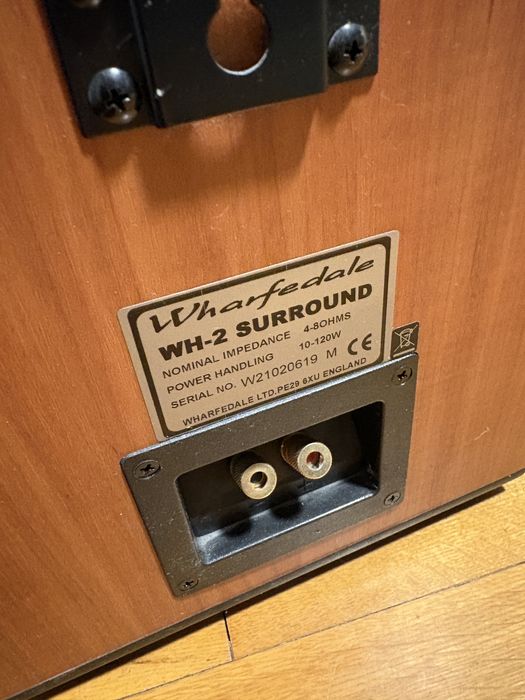 Wharfedale
WH-2 SURROUND
NOMINAL IMPEDANCE 4-8OHMS
POWER HANDLING 10-120W
SERIAL NO. W21020619 M CE
WHARFEDALE LTD.PE29 6XU ENGLAND